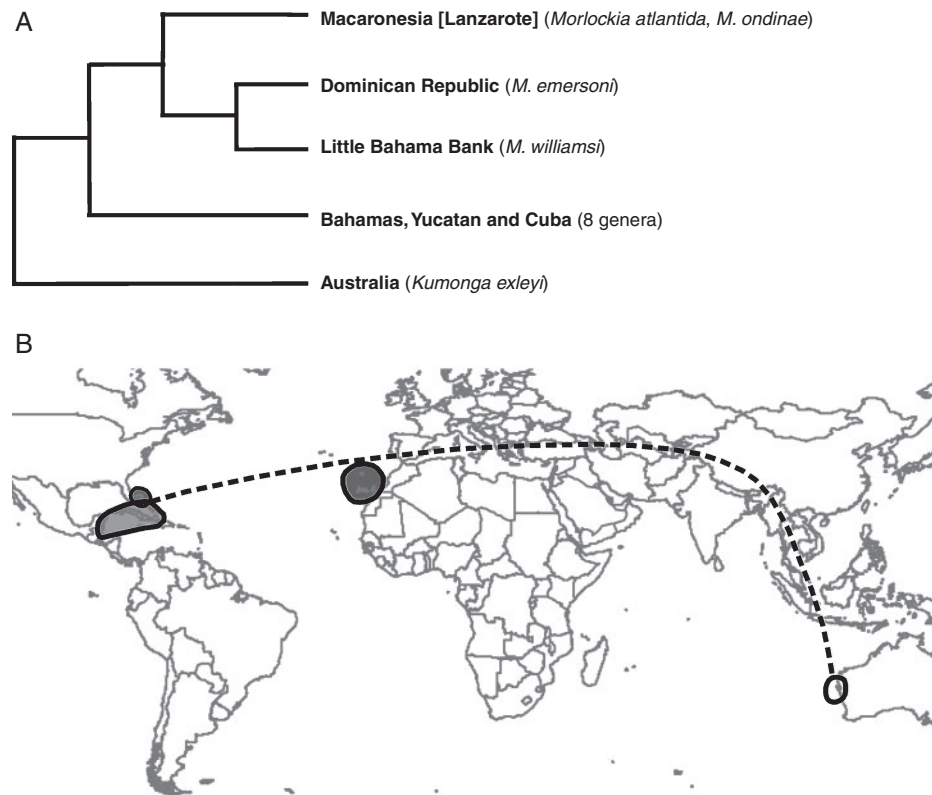 A
Macaronesia [Lanzarote] (Morlockia atlantida, M. ondinae)
Dominican Republic (M. emersoni)
Little Bahama Bank (M. williamsi)
Bahamas, Yucatan and Cuba (8 genera)
Australia (Kumonga exleyi)
B